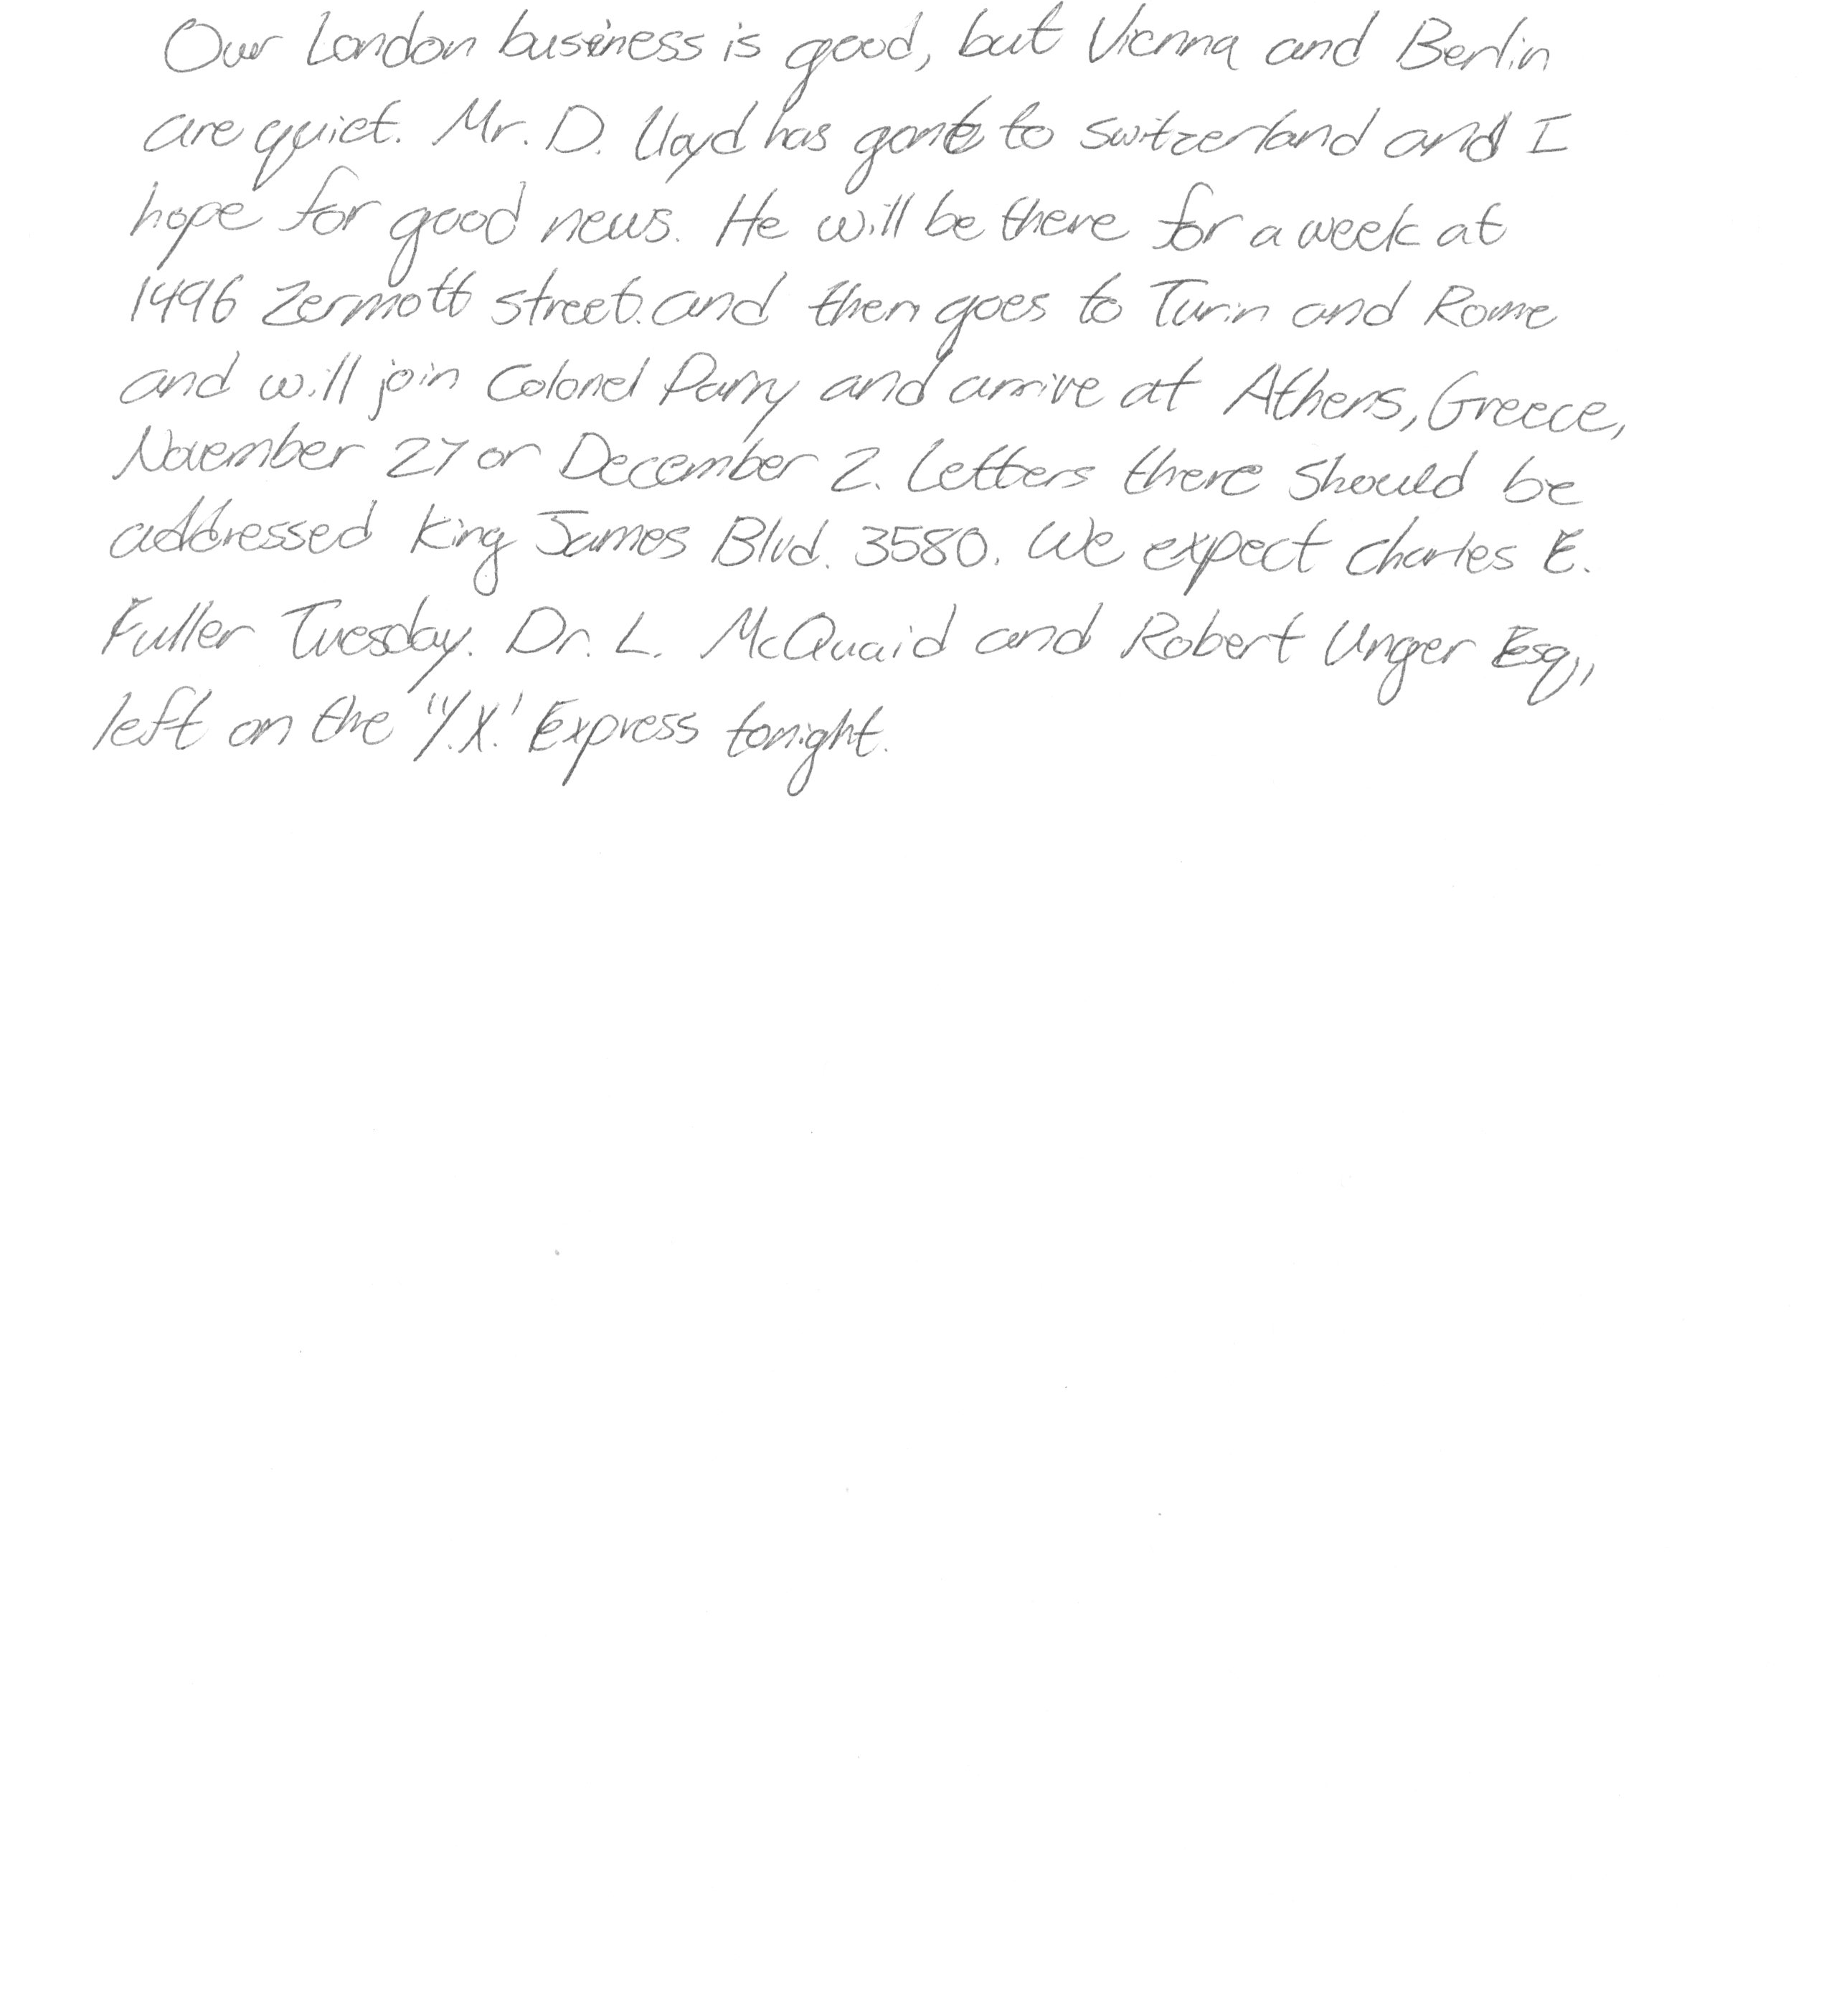 Our London business is good, but Vienna and Berlin
are quiet. Mr. D. Lloyd has gone to Switzerland and I
hope for good news. He will be there for a week at
1496 Zermott street. and then goes to Turin and Rome
and will join Colonel Parry and arrive at Athens, Greece,
November 27 or December 2. Letters there should be
addressed King James Blvd. 3580. We expect Charles E.
Fuller Tuesday. Dr. L. McQuaid and Robert Unger Esq.,
left on the "Y.X.' Express tonight.